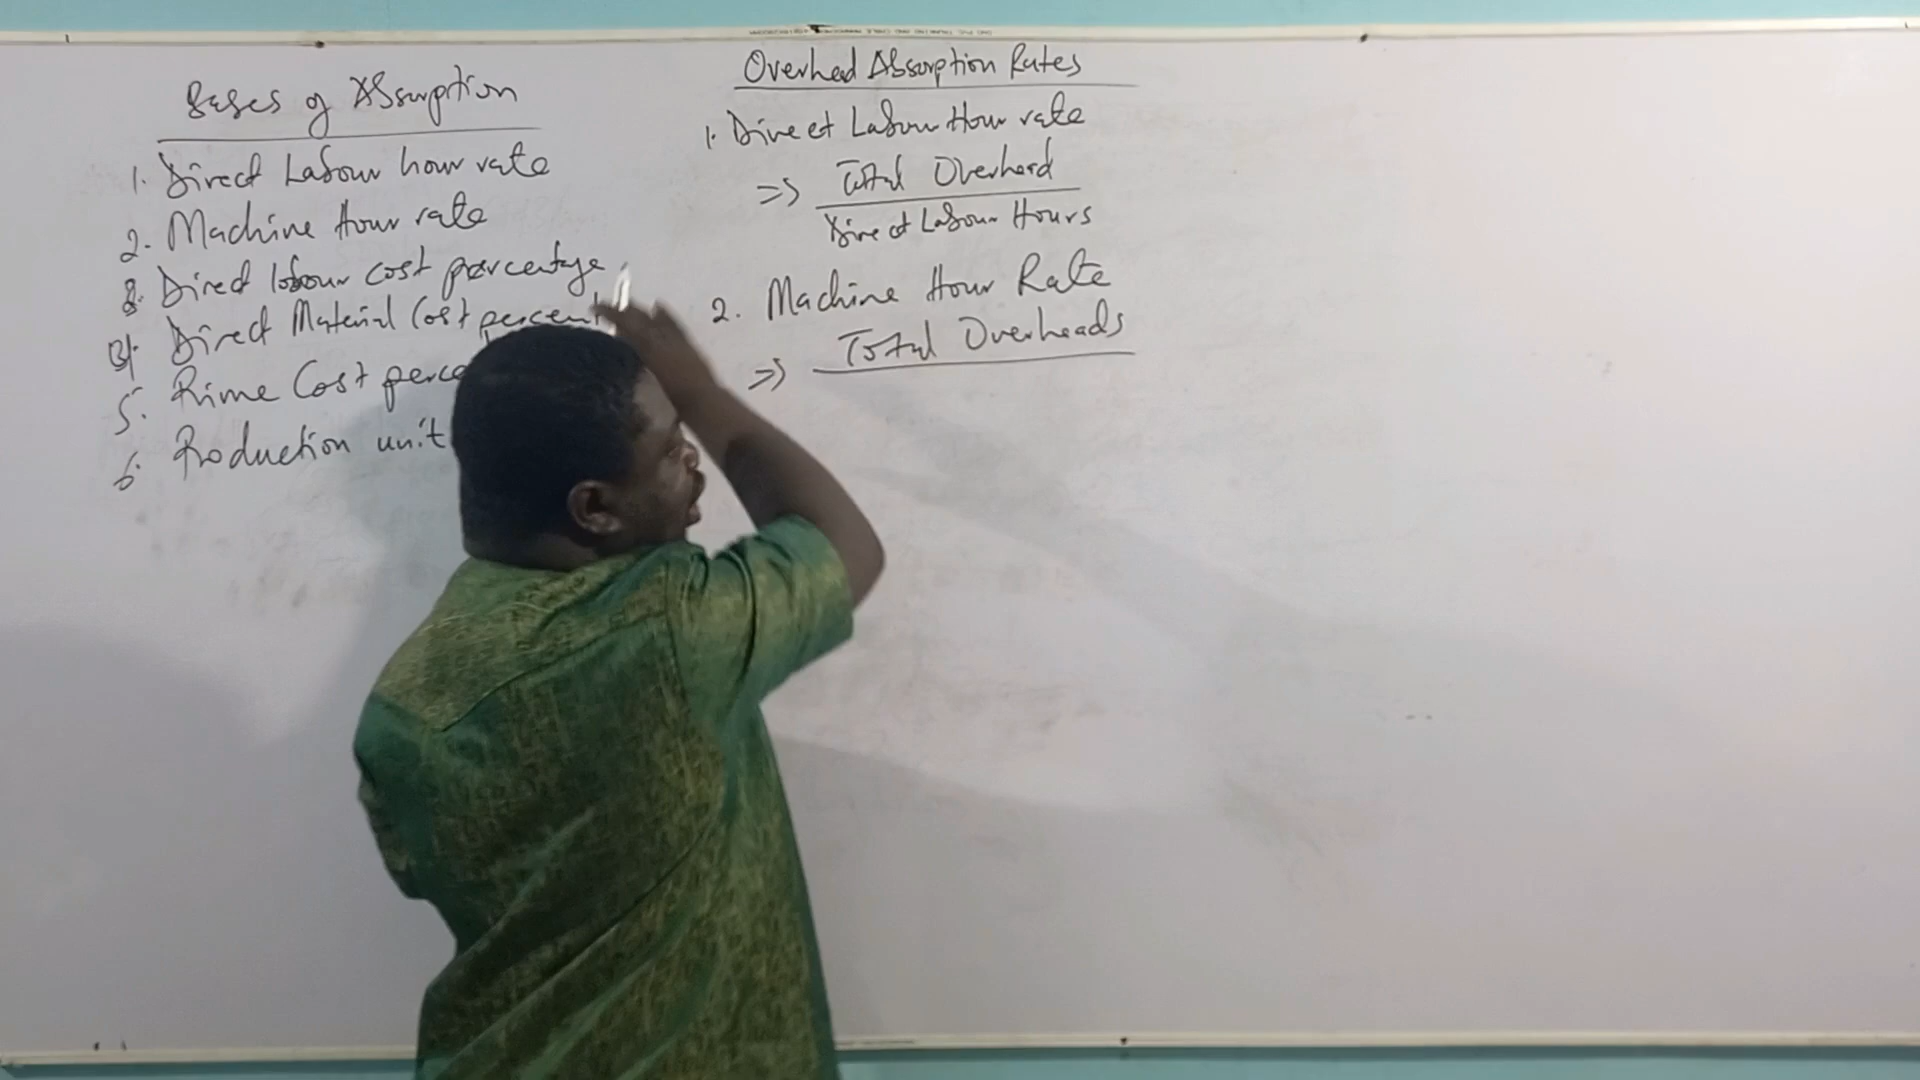 Bases of Absorption
1. Direct Labour hour rate
2. Machine Hour rate
3. Direct labour cost percentage
4. Direct Material Cost percent
5. Prime Cost perce
6. Production unit
Overhead Absorption Rates
1. Direct Labour Hour rate
=> Total Overhead
Direct Labour Hours
2. Machine Hour Rate
=> Total Overheads